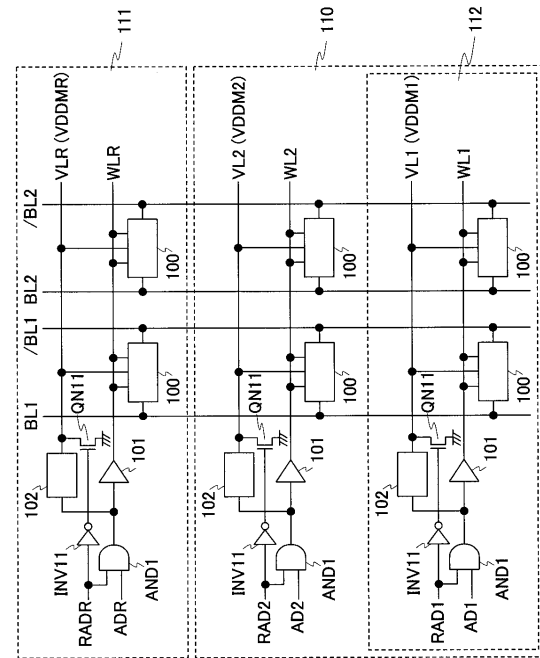 111
110
112
VLR (VDDMR)
WLR
VL2 (VDDM2)
WL2
VL1 (VDDM1)
WL1
/BL2
BL2
/BL1
BL1
100
100
100
100
100
100
QN11
QN11
QN11
101
101
101
102
102
102
INV11
INV11
INV11
AND1
AND1
AND1
RADR
ADR
RAD2
AD2
RAD1
AD1